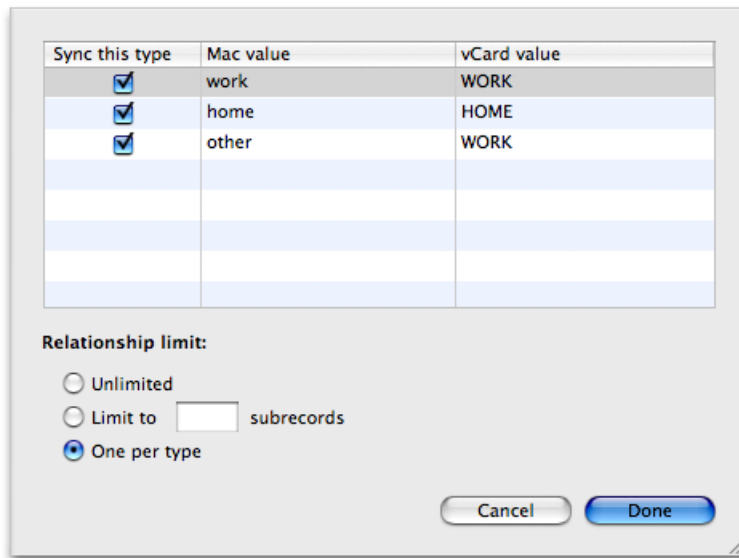 Sync this type Mac value vCard value
work WORK
home HOME
other WORK
Relationship limit:
Unlimited
Limit to subrecords
One per type
Cancel Done